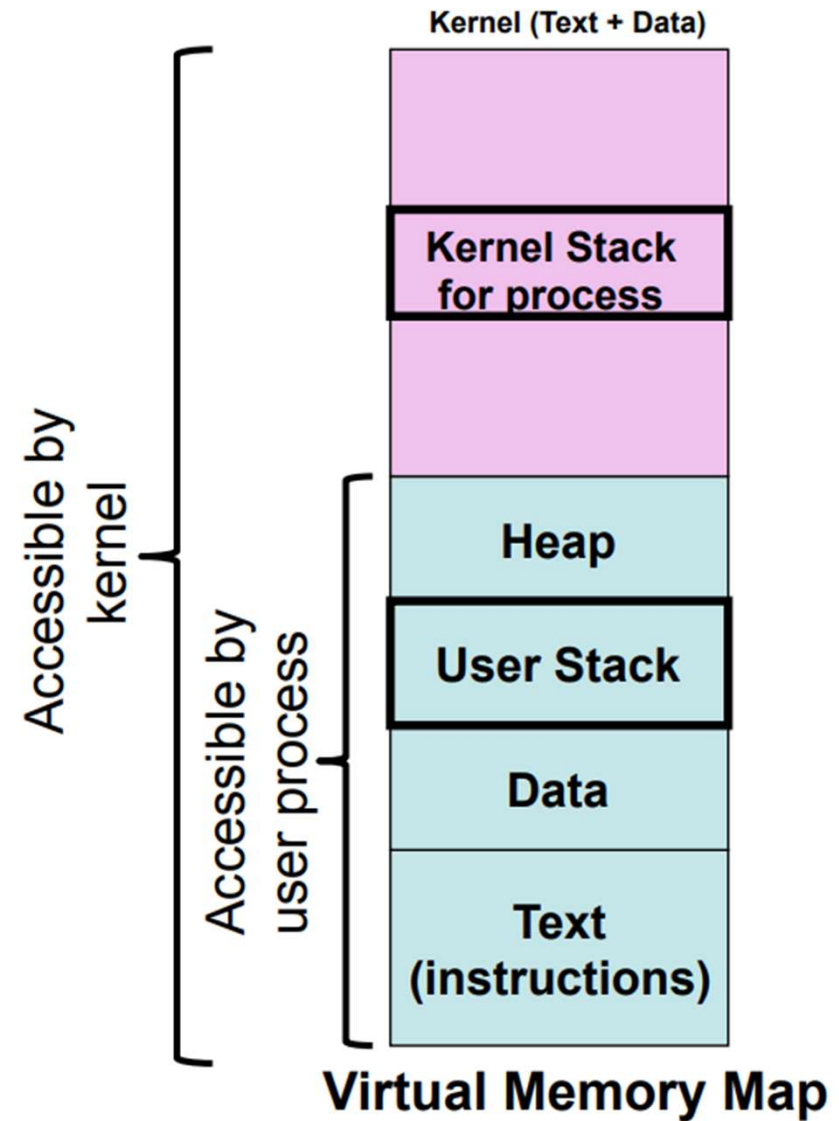 Kernel (Text + Data)
Kernel Stack
for process
Accessible by
kernel
Heap
Accessible by
user process
User Stack
Data
Text
(instructions)
Virtual Memory Map